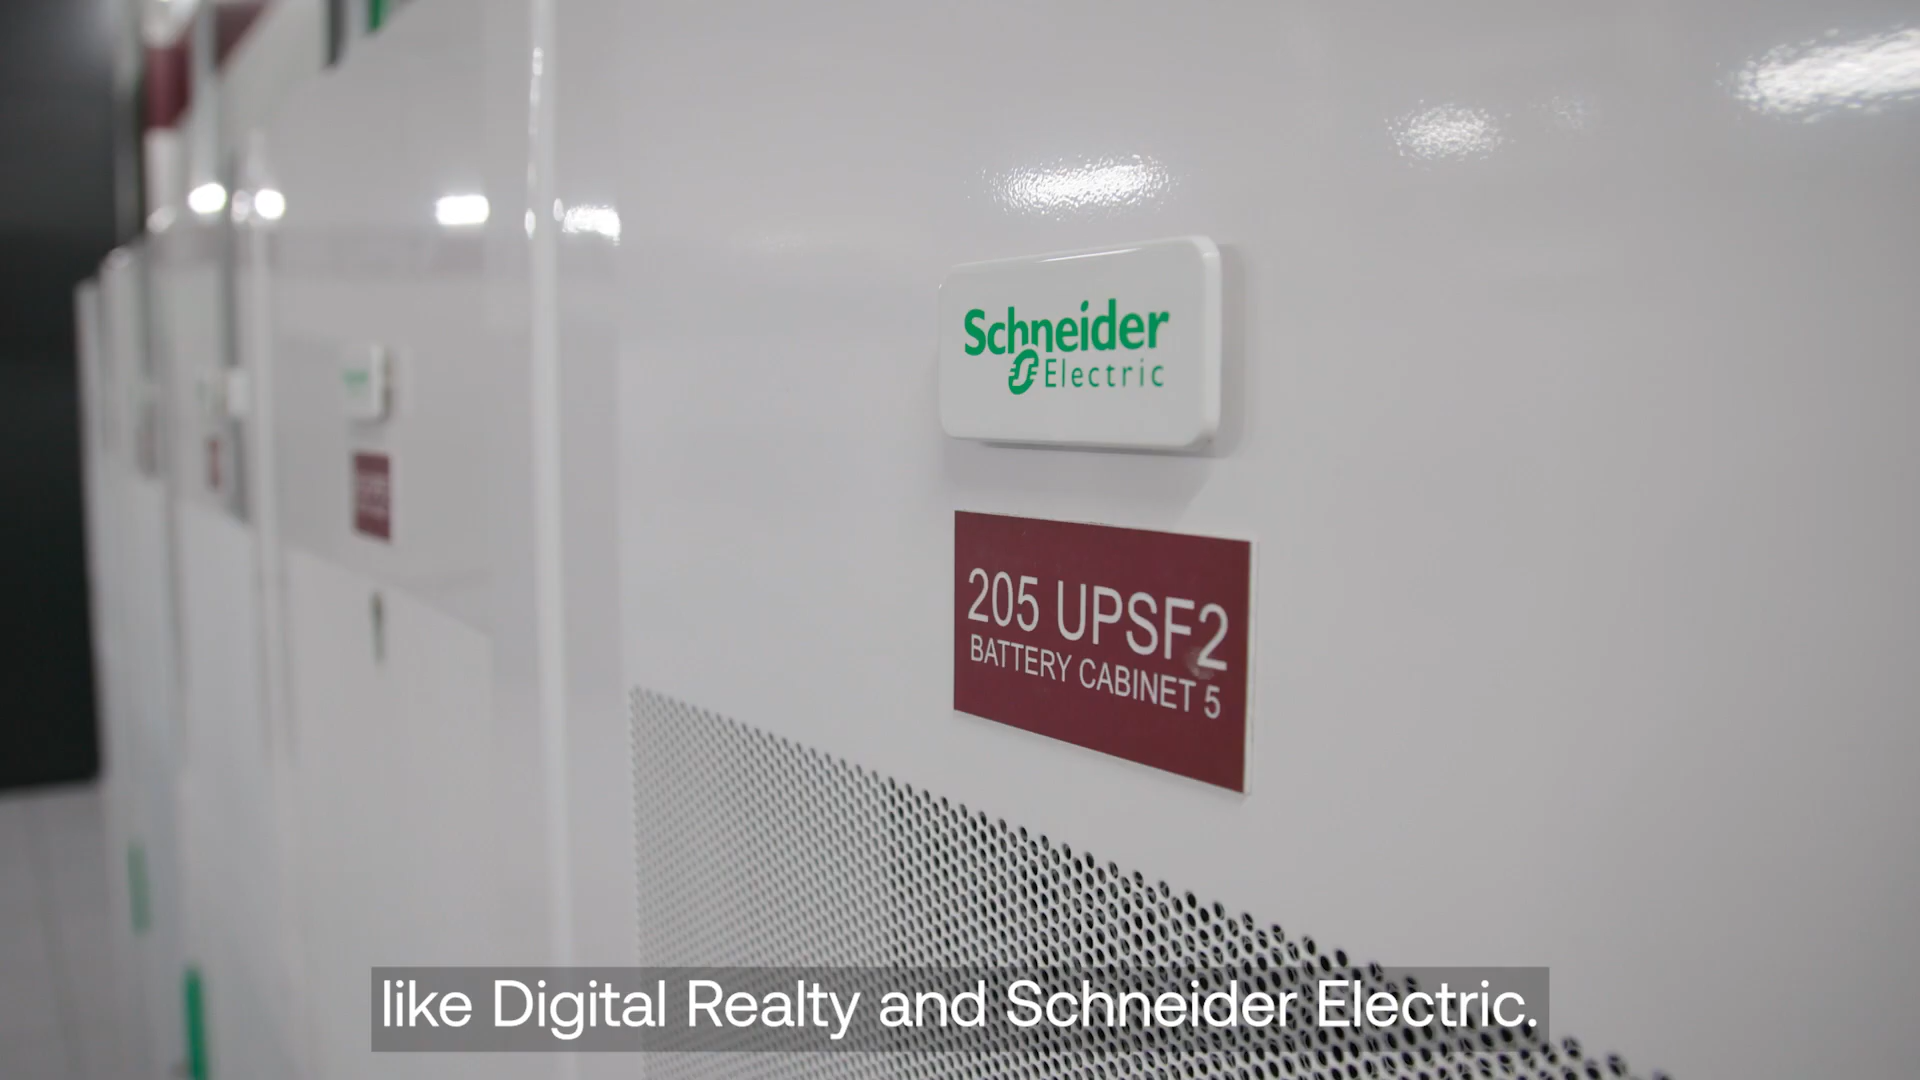 Schneider
Electric
205 UPSF2
BATTERY CABINET 5
like Digital Realty and Schneider Electric.